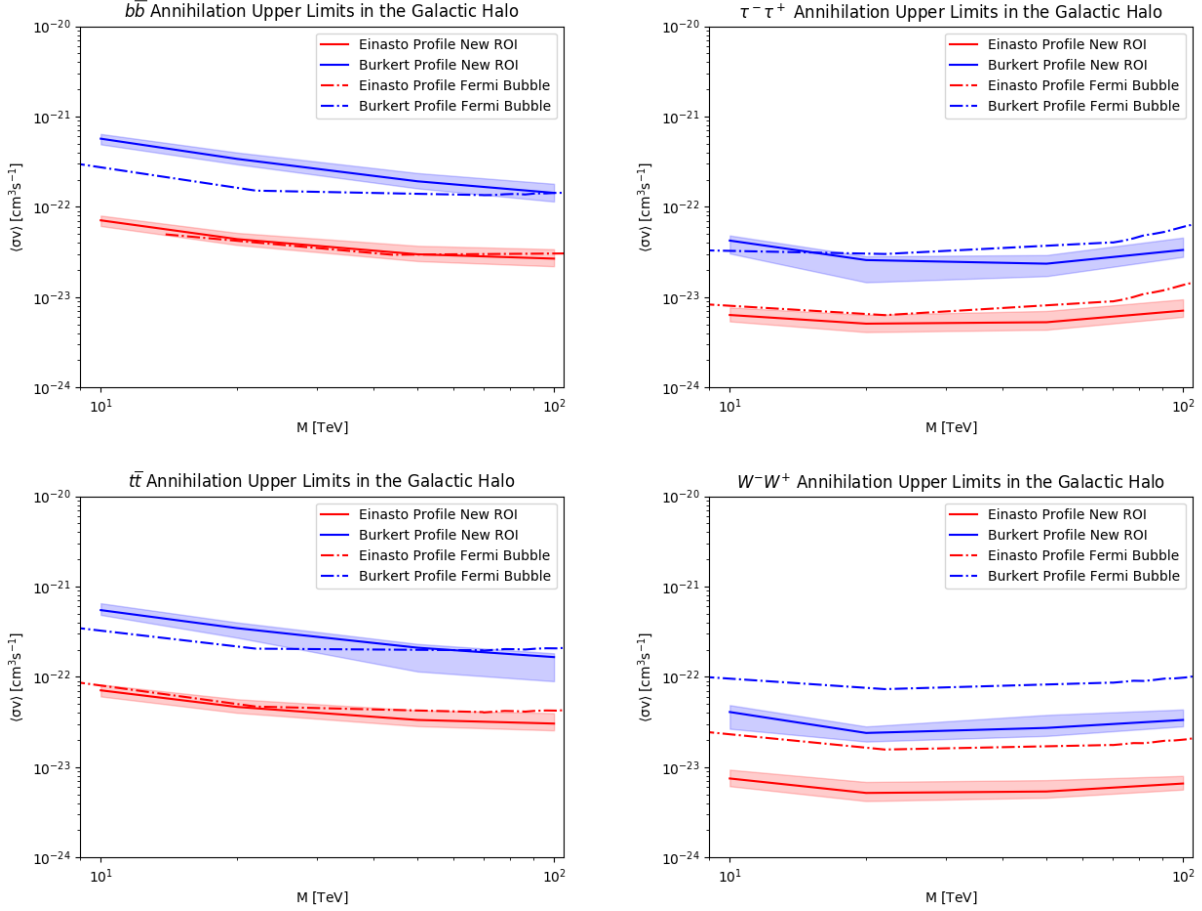 b b̅ Annihilation Upper Limits in the Galactic Halo
10⁻²⁰
10⁻²¹
10⁻²²
10⁻²³
10⁻²⁴
⟨σv⟩ [cm³s⁻¹]
Einasto Profile New ROI
Burkert Profile New ROI
Einasto Profile Fermi Bubble
Burkert Profile Fermi Bubble
10¹
10²
M [TeV]
τ⁻τ⁺ Annihilation Upper Limits in the Galactic Halo
10⁻²⁰
10⁻²¹
10⁻²²
10⁻²³
10⁻²⁴
⟨σv⟩ [cm³s⁻¹]
Einasto Profile New ROI
Burkert Profile New ROI
Einasto Profile Fermi Bubble
Burkert Profile Fermi Bubble
10¹
10²
M [TeV]
t t̅ Annihilation Upper Limits in the Galactic Halo
10⁻²⁰
10⁻²¹
10⁻²²
10⁻²³
10⁻²⁴
⟨σv⟩ [cm³s⁻¹]
Einasto Profile New ROI
Burkert Profile New ROI
Einasto Profile Fermi Bubble
Burkert Profile Fermi Bubble
10¹
10²
M [TeV]
W⁻W⁺ Annihilation Upper Limits in the Galactic Halo
10⁻²⁰
10⁻²¹
10⁻²²
10⁻²³
10⁻²⁴
⟨σv⟩ [cm³s⁻¹]
Einasto Profile New ROI
Burkert Profile New ROI
Einasto Profile Fermi Bubble
Burkert Profile Fermi Bubble
10¹
10²
M [TeV]